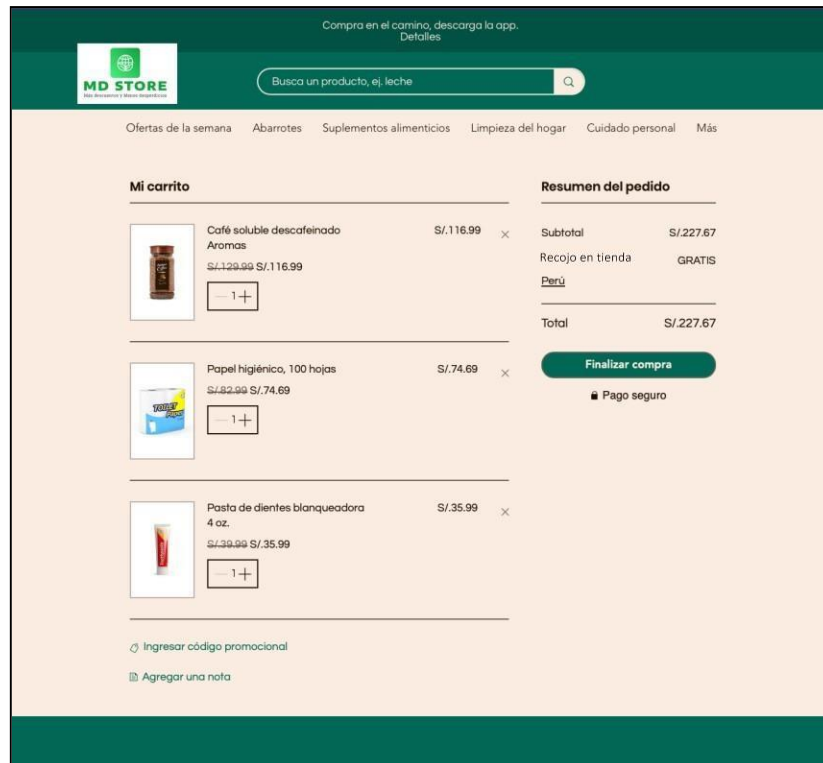 Compra en el camino, descarga la app.
Detalles
MD STORE
Busca un producto, ej. leche
Ofertas de la semana Abarrotes Suplementos alimenticios Limpieza del hogar Cuidado personal Más
Mi carrito
Café soluble descafeinado S/.116.99
Aromas
S/.129.99 S/.116.99
1
Papel higiénico, 100 hojas S/.74.69
S/.82.99 S/.74.69
TOILET
Paper
1
Pasta de dientes blanqueadora S/.35.99
4 oz.
S/.39.99 S/.35.99
1
Ingresar código promocional
Agregar una nota
Resumen del pedido
Subtotal S/.227.67
Recojo en tienda GRATIS
Perú
Total S/.227.67
Finalizar compra
Pago seguro